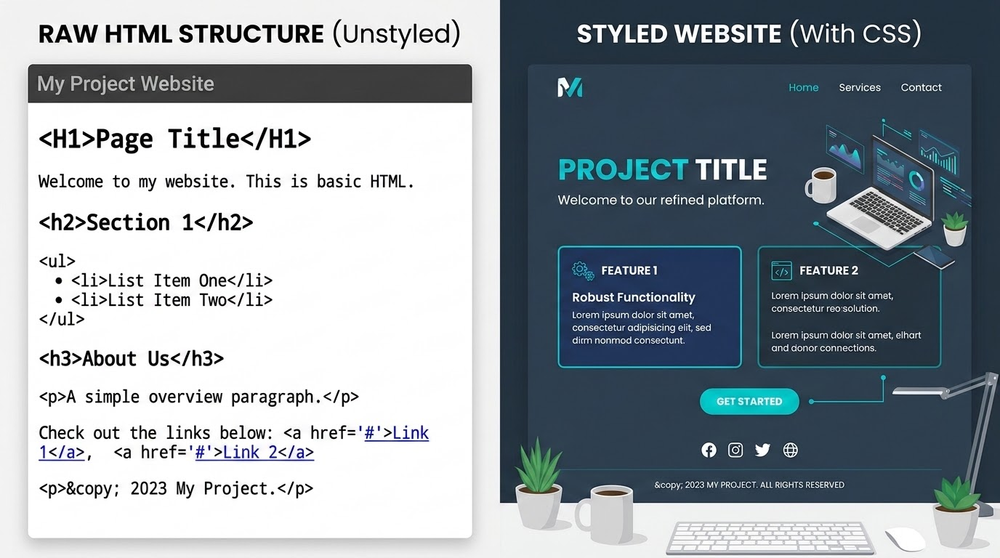 RAW HTML STRUCTURE (Unstyled)
My Project Website
<H1>Page Title</H1>
Welcome to my website. This is basic HTML.
<h2>Section 1</h2>
<ul>
• <li>List Item One</li>
• <li>List Item Two</li>
</ul>
<h3>About Us</h3>
<p>A simple overview paragraph.</p>
Check out the links below: <a href='#'>Link
1</a>, <a href='#'>Link 2</a>
<p>&copy; 2023 My Project.</p>
STYLED WEBSITE (With CSS)
M
Home Services Contact
PROJECT TITLE
Welcome to our refined platform.
FEATURE 1
Robust Functionality
Lorem ipsum dolor sit amet,
consectetur adipisicing elit, sed
dirm nonmod consectunt.
</>
FEATURE 2
Lorem ipsum dolor sit amet,
consectetur reo:solution.
Lorem ipsum dolor sit amet, elhart
and donor connections.
GET STARTED
&copy; 2023 MY PROJECT. ALL RIGHTS RESERVED